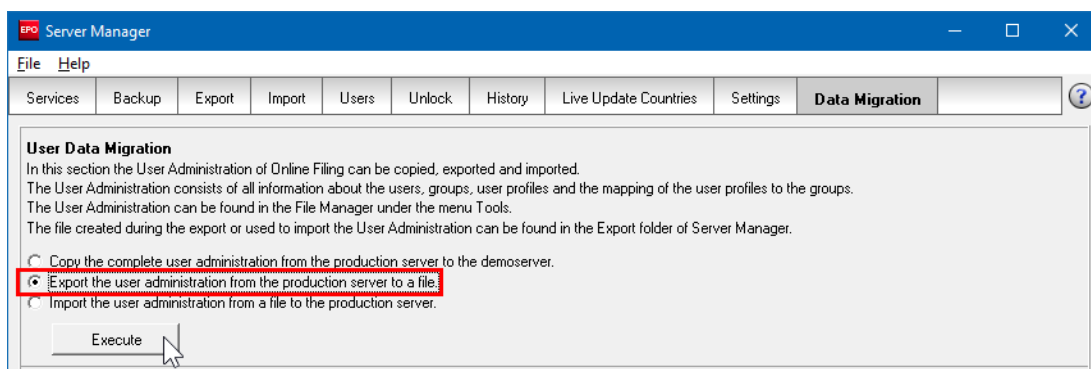 EPO Server Manager
File Help
Services Backup Export Import Users Unlock History Live Update Countries Settings Data Migration ?
User Data Migration
In this section the User Administration of Online Filing can be copied, exported and imported.
The User Administration consists of all information about the users, groups, user profiles and the mapping of the user profiles to the groups.
The User Administration can be found in the File Manager under the menu Tools.
The file created during the export or used to import the User Administration can be found in the Export folder of Server Manager.
Copy the complete user administration from the production server to the demoserver.
Export the user administration from the production server to a file.
Import the user administration from a file to the production server.
Execute